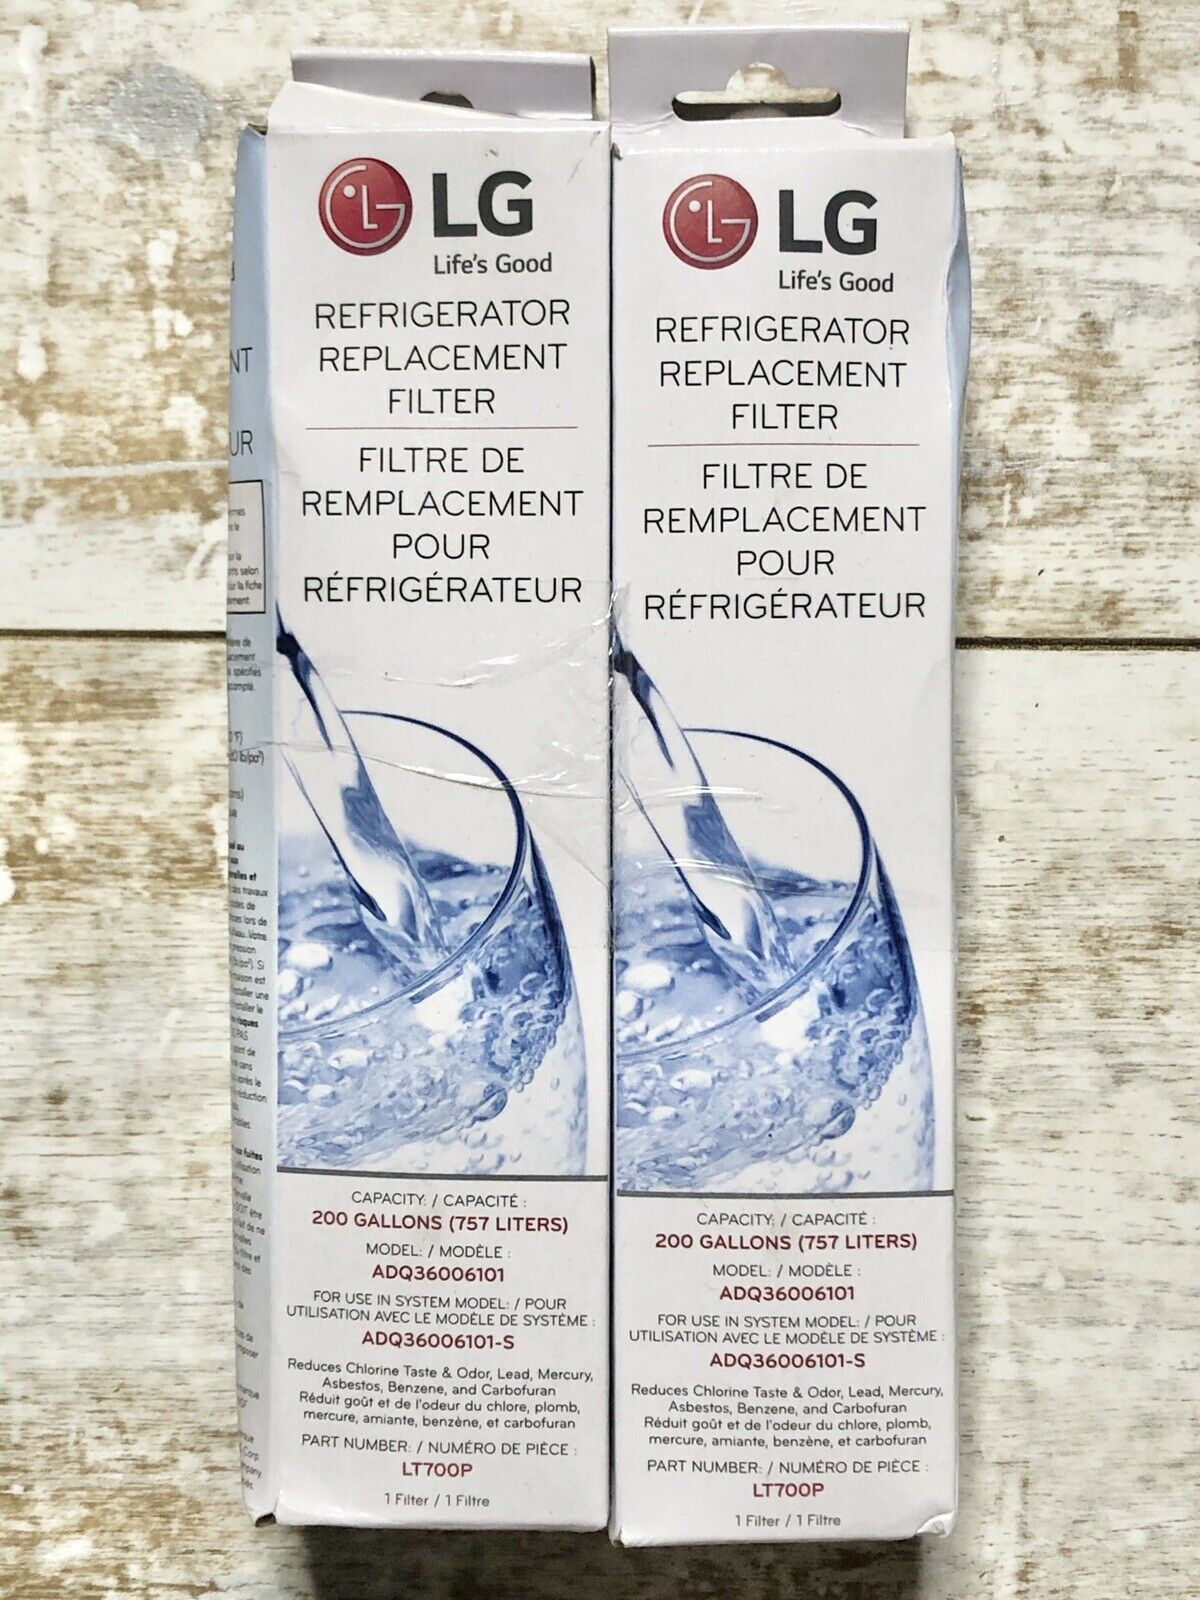 LG
Life's Good
REFRIGERATOR
REPLACEMENT
FILTER
FILTRE DE
REMPLACEMENT
POUR
RÉFRIGÉRATEUR
CAPACITY: / CAPACITÉ :
200 GALLONS (757 LITERS)
MODEL: / MODÈLE :
ADQ36006101
FOR USE IN SYSTEM MODEL: / POUR
UTILISATION AVEC LE MODÈLE DE SYSTÈME :
ADQ36006101-S
Reduces Chlorine Taste & Odor, Lead, Mercury,
Asbestos, Benzene, and Carbofuran
Réduit goût et de l'odeur du chlore, plomb,
mercure, amiante, benzène, et carbofuran
PART NUMBER: / NUMÉRO DE PIÈCE :
LT700P
1 Filter / 1 Filtre
LG
Life's Good
REFRIGERATOR
REPLACEMENT
FILTER
FILTRE DE
REMPLACEMENT
POUR
RÉFRIGÉRATEUR
CAPACITY: / CAPACITÉ :
200 GALLONS (757 LITERS)
MODEL: / MODÈLE :
ADQ36006101
FOR USE IN SYSTEM MODEL: / POUR
UTILISATION AVEC LE MODÈLE DE SYSTÈME :
ADQ36006101-S
Reduces Chlorine Taste & Odor, Lead, Mercury,
Asbestos, Benzene, and Carbofuran
Réduit goût et de l'odeur du chlore, plomb,
mercure, amiante, benzène, et carbofuran
PART NUMBER: / NUMÉRO DE PIÈCE :
LT700P
1 Filter / 1 Filtre